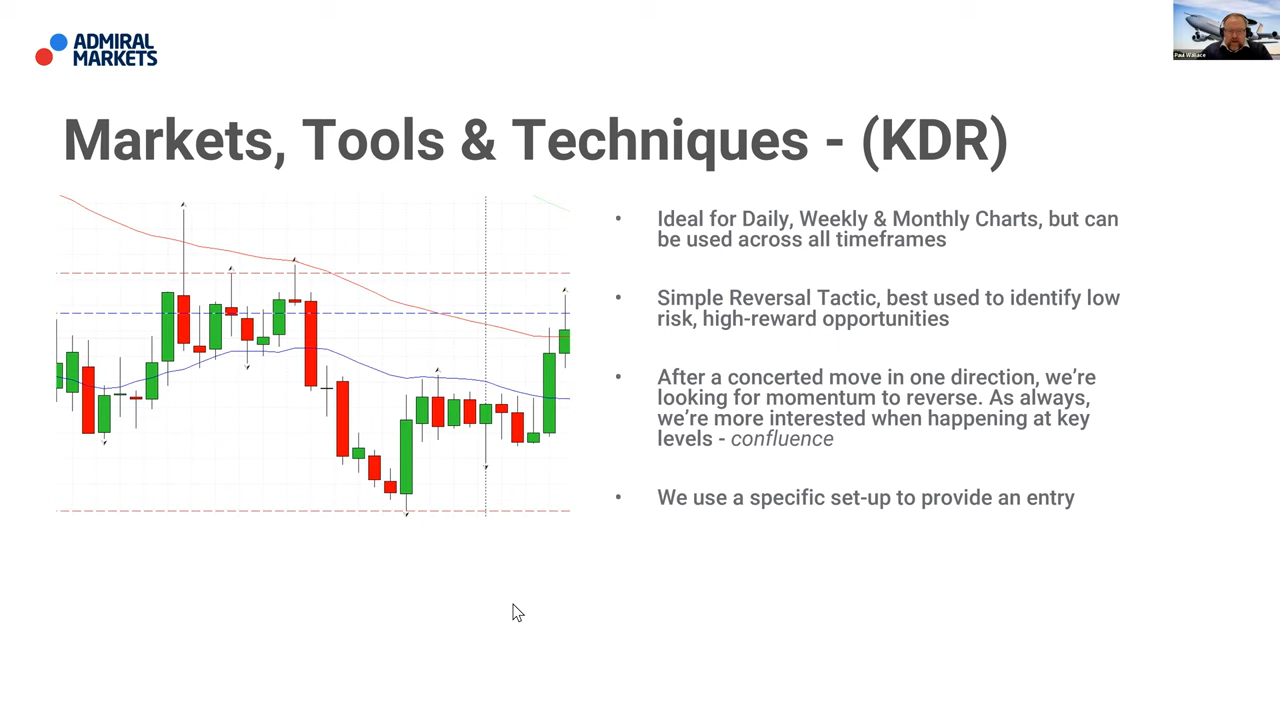 ADMIRAL
MARKETS
Paul Wallace
Markets, Tools & Techniques - (KDR)
• Ideal for Daily, Weekly & Monthly Charts, but can
be used across all timeframes
• Simple Reversal Tactic, best used to identify low
risk, high-reward opportunities
• After a concerted move in one direction, we’re
looking for momentum to reverse. As always,
we’re more interested when happening at key
levels - confluence
• We use a specific set-up to provide an entry